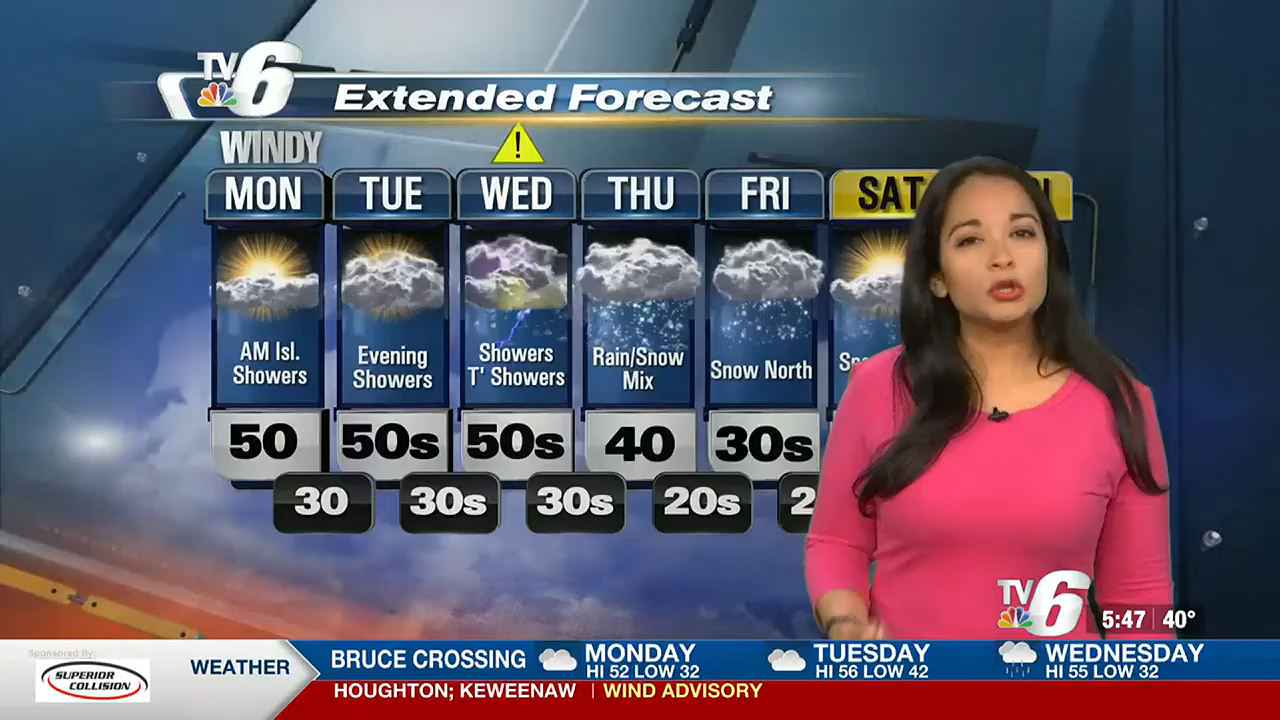 TV6
Extended Forecast
WINDY
!
MON
TUE
WED
THU
FRI
SAT
AM Isl.
Showers
Evening
Showers
Showers
T' Showers
Rain/Snow
Mix
Snow North
50
50s
50s
40
30s
30
30s
30s
20s
TV6
5:47 | 40°
Sponsored By:
SUPERIOR
COLLISION
WEATHER
BRUCE CROSSING
MONDAY
HI 52 LOW 32
TUESDAY
HI 56 LOW 42
WEDNESDAY
HI 55 LOW 32
HOUGHTON; KEWEENAW | WIND ADVISORY